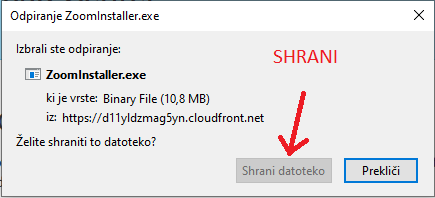 Odpiranje ZoomInstaller.exe
Izbrali ste odpiranje:
SHRANI
ZoomInstaller.exe
ki je vrste: Binary File (10,8 MB)
iz: https://d11yldzmag5yn.cloudfront.net
Želite shraniti to datoteko?
Shrani datoteko
Prekliči